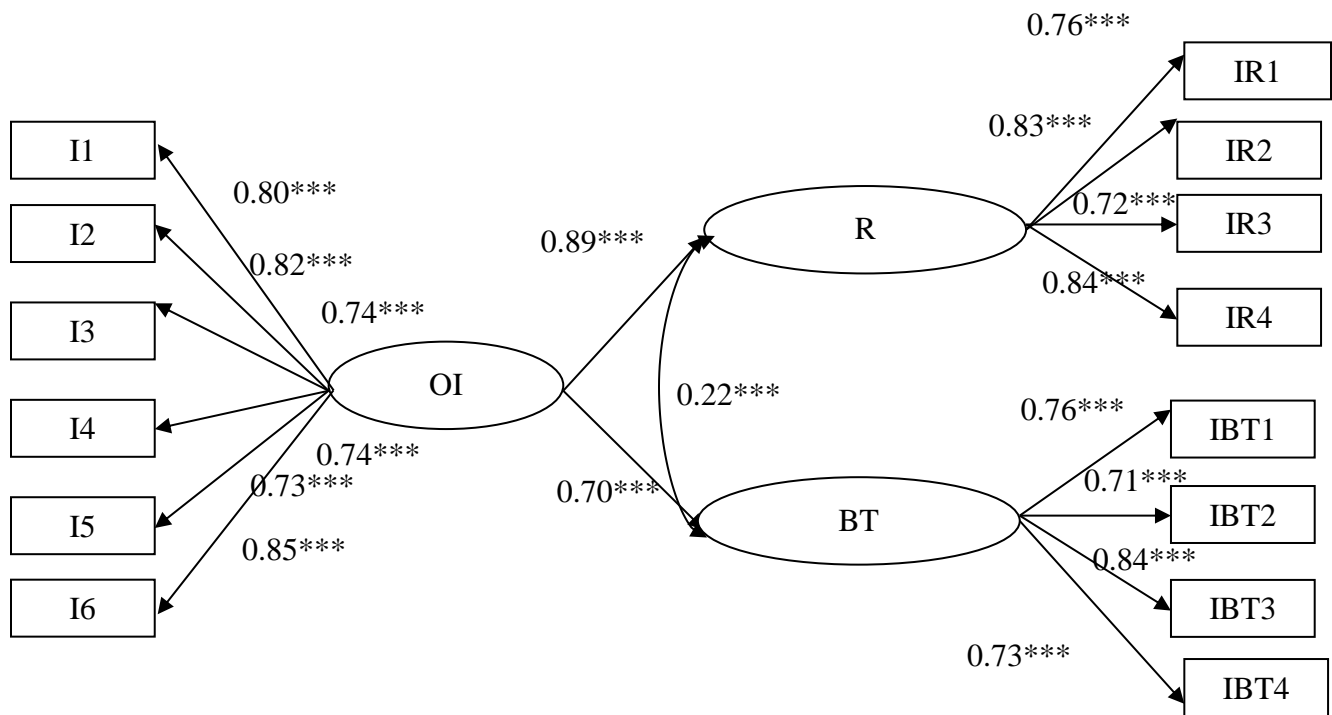 0.76***
IR1
I1
0.83***
IR2
0.80***
0.72***
I2
0.89***
R
IR3
0.82***
0.84***
I3
0.74***
IR4
OI
0.22***
0.76***
I4
IBT1
0.74***
0.73***
0.70***
0.71***
I5
BT
IBT2
0.85***
0.84***
I6
IBT3
0.73***
IBT4